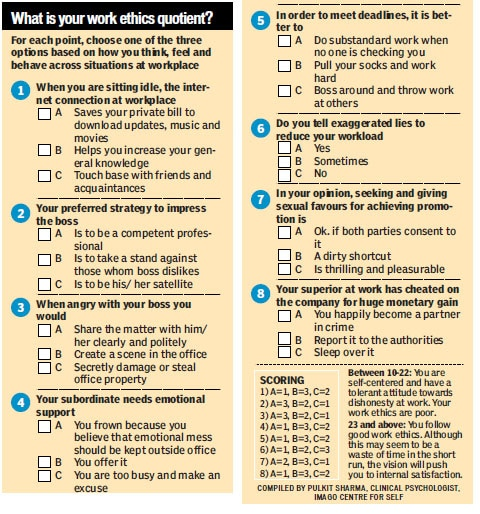 What is your work ethics quotient?
For each point, choose one of the three
options based on how you think, feel and
behave across situations at workplace
1 When you are sitting idle, the inter-
net connection at workplace
A Saves your private bill to
download updates, music and
movies
B Helps you increase your gen-
eral knowledge
C Touch base with friends and
acquaintances
2 Your preferred strategy to impress
the boss
A Is to be a competent profes-
sional
B Is to take a stand against
those whom boss dislikes
C Is to be his/ her satellite
3 When angry with your boss you
would
A Share the matter with him/
her clearly and politely
B Create a scene in the office
C Secretly damage or steal
office property
4 Your subordinate needs emotional
support
A You frown because you
believe that emotional mess
should be kept outside office
B You offer it
C You are too busy and make an
excuse
5 In order to meet deadlines, it is bet-
ter to
A Do substandard work when
no one is checking you
B Pull your socks and work
hard
C Boss around and throw work
at others
6 Do you tell exaggerated lies to
reduce your workload
A Yes
B Sometimes
C No
7 In your opinion, seeking and giving
sexual favours for achieving promo-
tion is
A Ok. if both parties consent to
it
B A dirty shortcut
C Is thrilling and pleasurable
8 Your superior at work has cheated on
the company for huge monetary gain
A You happily become a partner
in crime
B Report it to the authorities
C Sleep over it
SCORING
1) A=1, B=3, C=2
2) A=3, B=2, C=1
3) A=3, B=2, C=1
4) A=1, B=3, C=2
5) A=1, B=3, C=2
6) A=1, B=2, C=3
7) A=2, B=3, C=1
8) A=1, B=3, C=2
Between 10-22: You are
self-centered and have a
tolerant attitude towards
dishonesty at work. Your
work ethics are poor.
23 and above: You follow
good work ethics. Although
this may seem to be a
waste of time in the short
run, the vision will push
you to internal satisfaction.
COMPILED BY PULKIT SHARMA, CLINICAL PSYCHOLOGIST,
IMAGO CENTRE FOR SELF